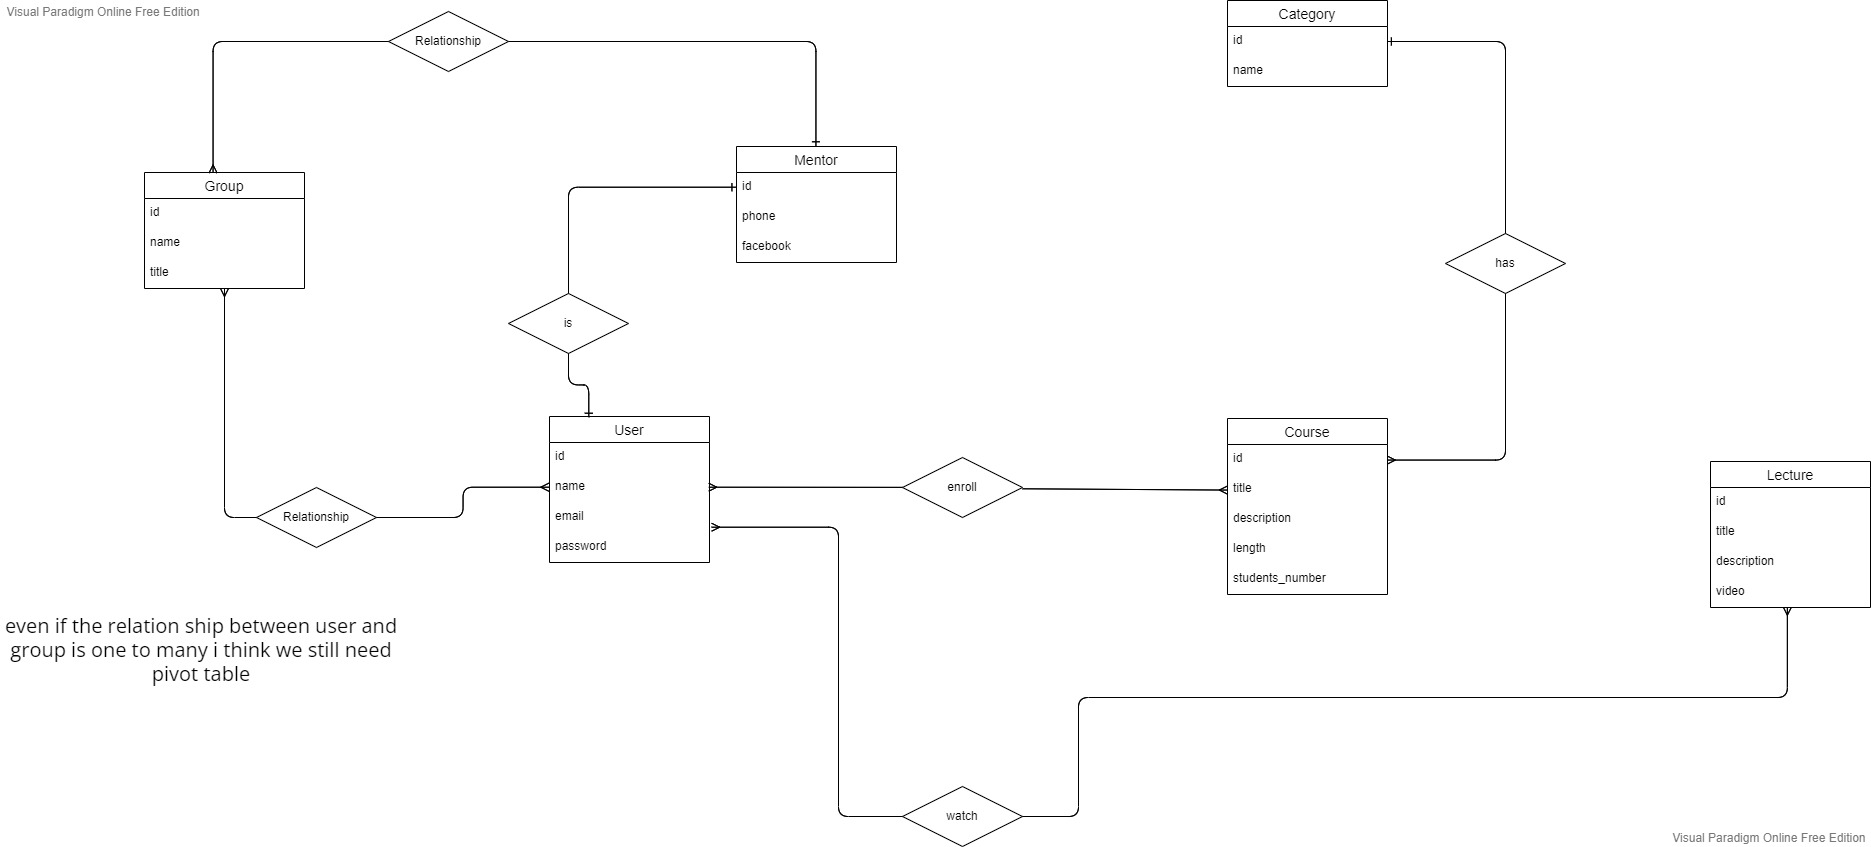 Visual Paradigm Online Free Edition
Relationship
Category
id
name
Mentor
id
phone
facebook
Group
id
name
title
has
is
User
id
name
email
password
Relationship
enroll
Course
id
title
description
length
students_number
Lecture
id
title
description
video
even if the relation ship between user and
group is one to many i think we still need
pivot table
watch
Visual Paradigm Online Free Edition